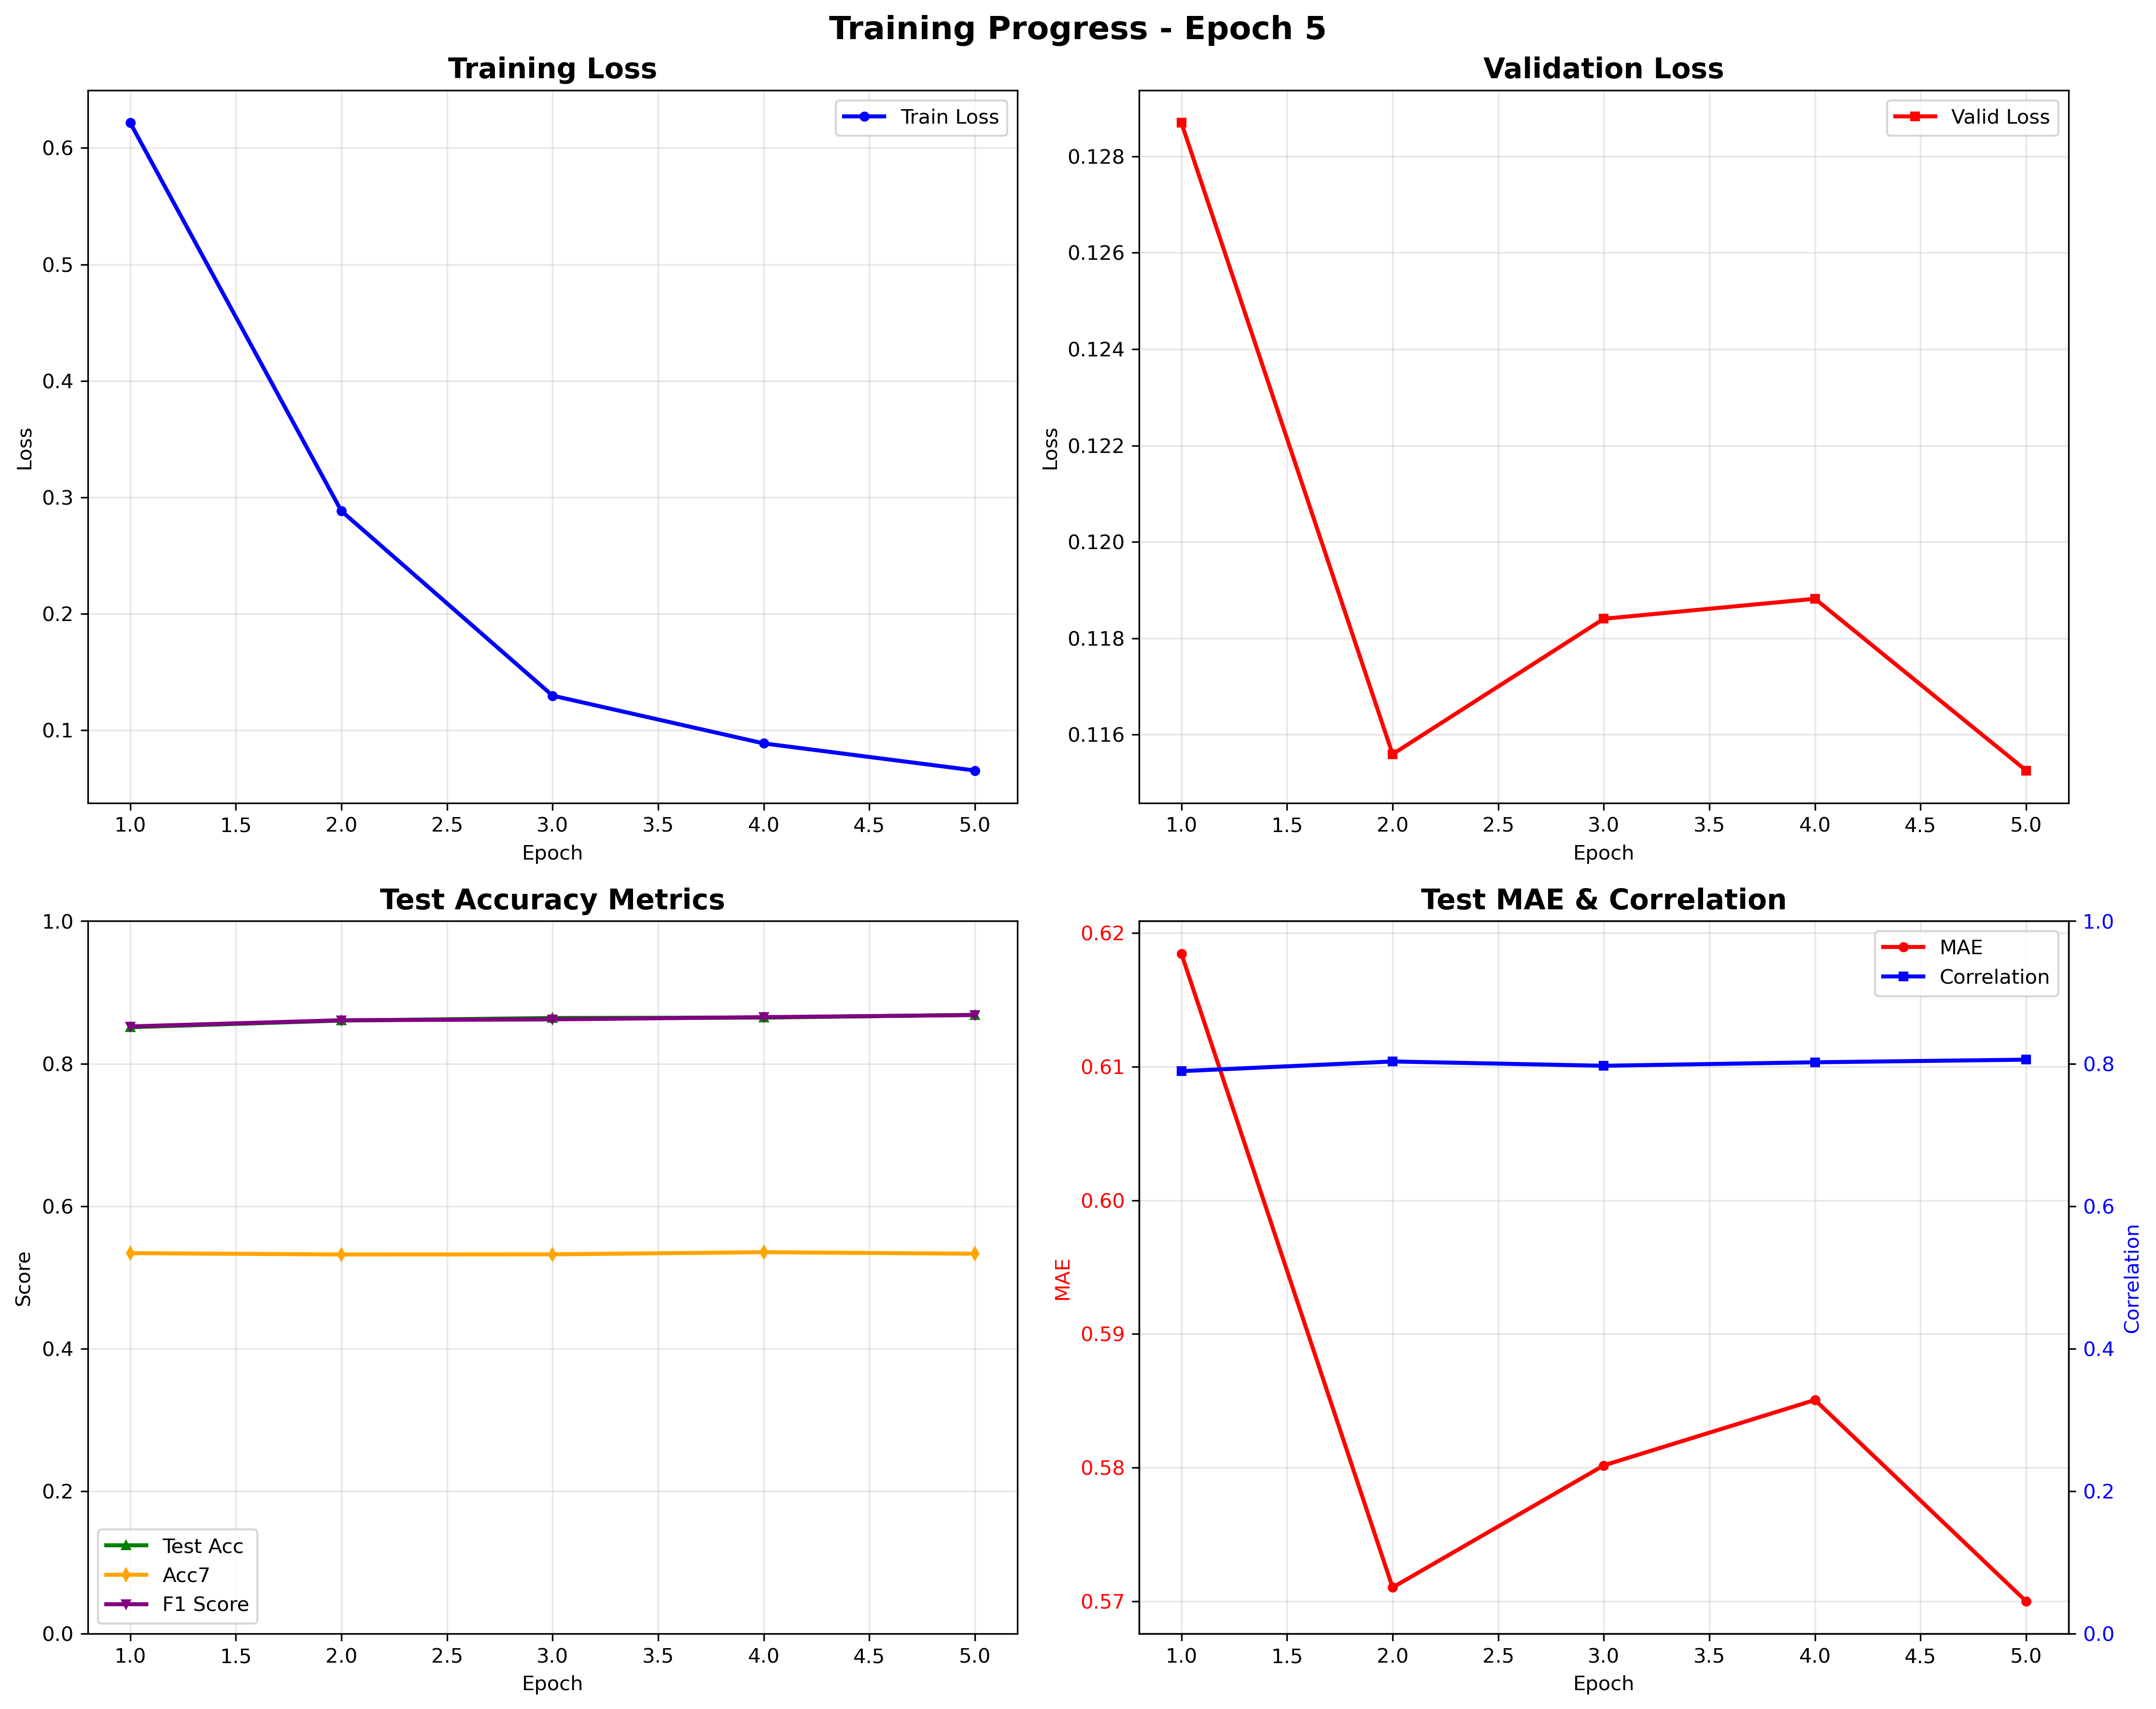 Training Progress - Epoch 5
Training Loss
Train Loss
0.6
0.5
0.4
0.3
0.2
0.1
Loss
1.0 1.5 2.0 2.5 3.0 3.5 4.0 4.5 5.0
Epoch
Validation Loss
Valid Loss
0.128
0.126
0.124
0.122
0.120
0.118
0.116
Loss
1.0 1.5 2.0 2.5 3.0 3.5 4.0 4.5 5.0
Epoch
Test Accuracy Metrics
1.0
0.8
0.6
0.4
0.2
0.0
Score
Test Acc
Acc7
F1 Score
1.0 1.5 2.0 2.5 3.0 3.5 4.0 4.5 5.0
Epoch
Test MAE & Correlation
MAE
Correlation
0.62
0.61
0.60
0.59
0.58
0.57
MAE
1.0
0.8
0.6
0.4
0.2
0.0
Correlation
1.0 1.5 2.0 2.5 3.0 3.5 4.0 4.5 5.0
Epoch